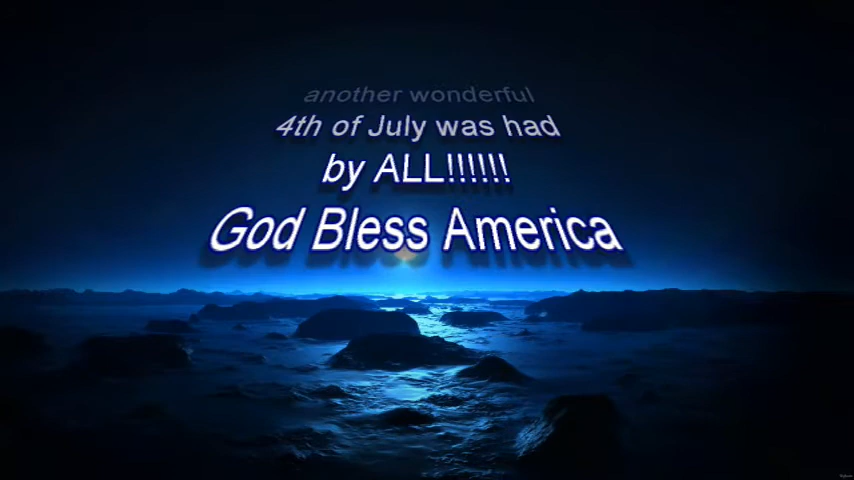 another wonderful
4th of July was had
by ALL!!!!!!
God Bless America